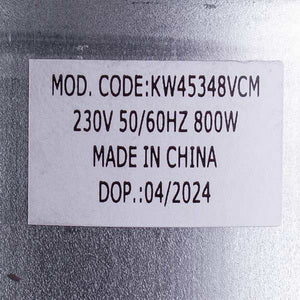 MOD. CODE:KW45348VCM
230V 50/60HZ 800W
MADE IN CHINA
DOP.:04/2024